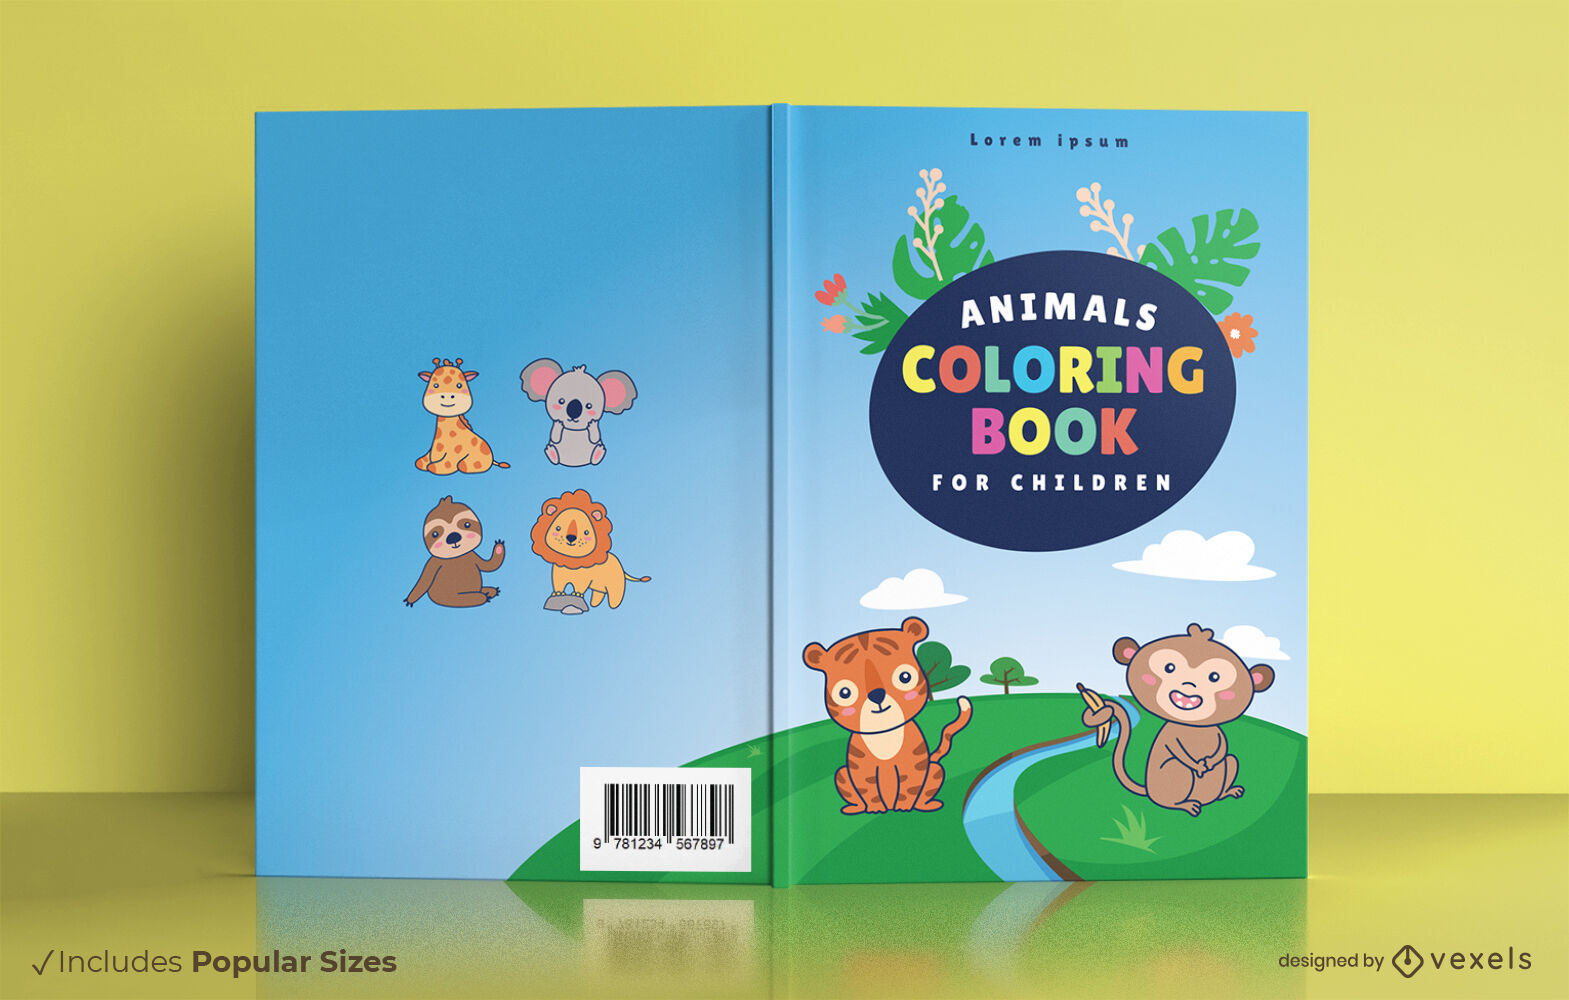 Lorem ipsum
ANIMALS
COLORING
BOOK
FOR CHILDREN
9 781234 567897
✓Includes Popular Sizes
designed by vexels